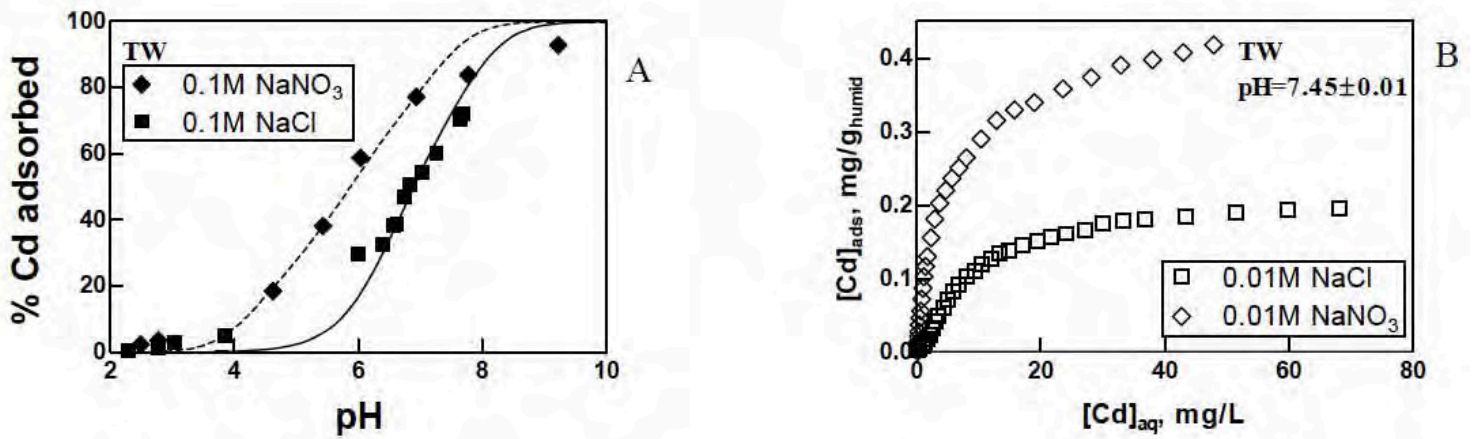 100
80
60
40
20
0
% Cd adsorbed
TW
0.1M NaNO₃
0.1M NaCl
A
2 4 6 8 10
pH
0.4
0.3
0.2
0.1
0.0
[Cd]ads, mg/ghumid
TW
pH=7.45±0.01
B
0.01M NaCl
0.01M NaNO₃
0 20 40 60 80
[Cd]aq, mg/L